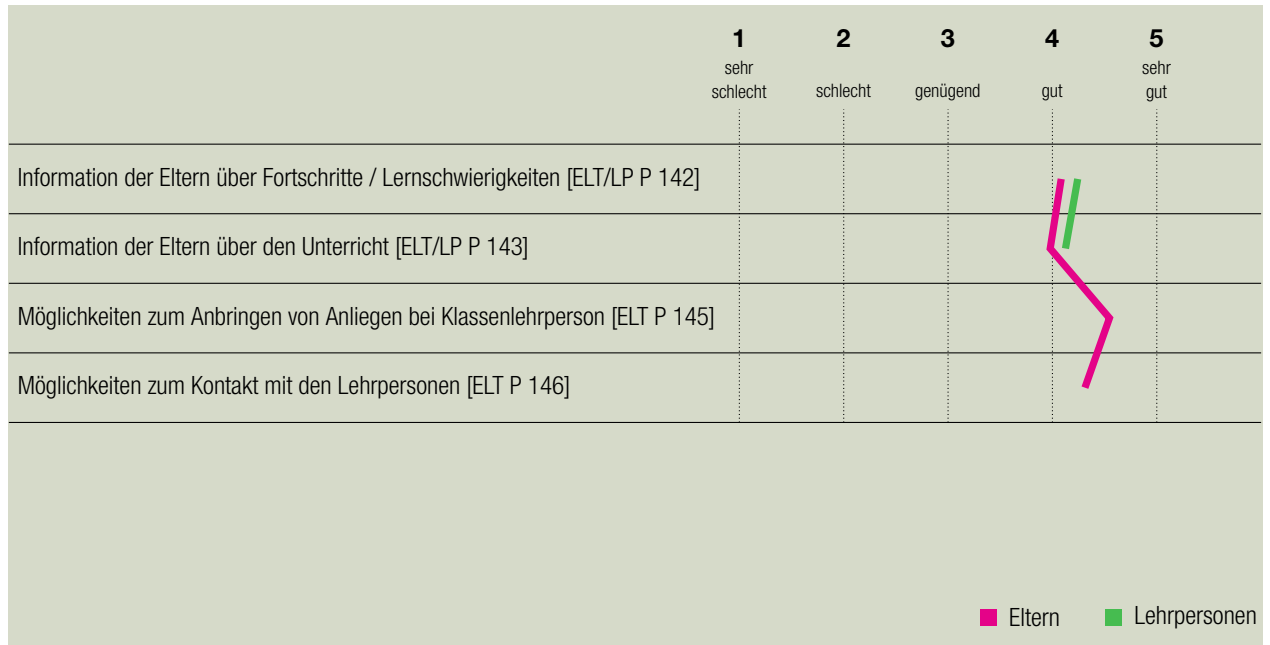 1 2 3 4 5
sehr schlecht schlecht genügend gut sehr gut
Information der Eltern über Fortschritte / Lernschwierigkeiten [ELT/LP P 142]
Information der Eltern über den Unterricht [ELT/LP P 143]
Möglichkeiten zum Anbringen von Anliegen bei Klassenlehrperson [ELT P 145]
Möglichkeiten zum Kontakt mit den Lehrpersonen [ELT P 146]
Eltern Lehrpersonen